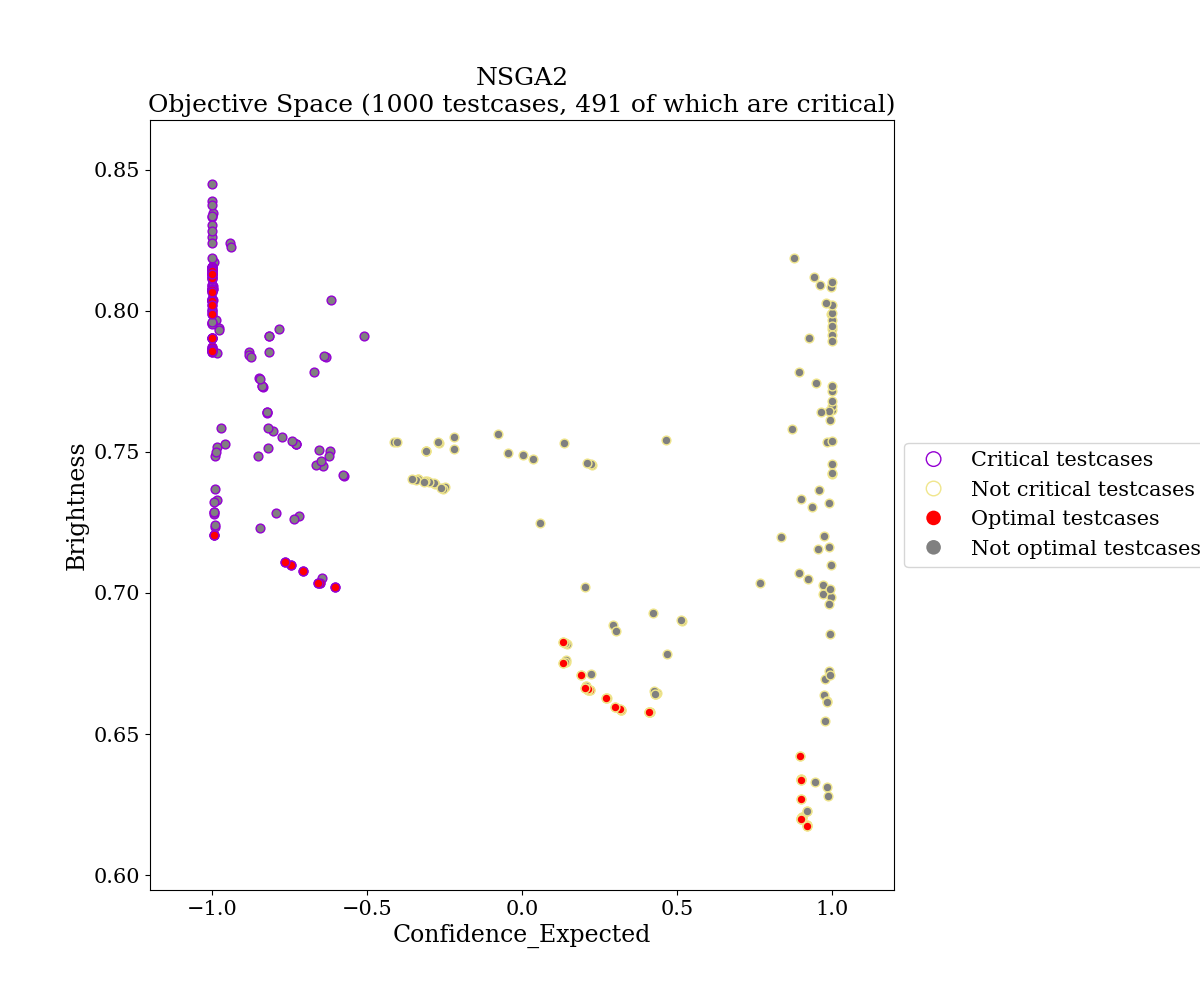 NSGA2
Objective Space (1000 testcases, 491 of which are critical)
0.85
0.80
0.75
0.70
0.65
0.60
Brightness
−1.0
−0.5
0.0
0.5
1.0
Confidence_Expected
Critical testcases
Not critical testcases
Optimal testcases
Not optimal testcases